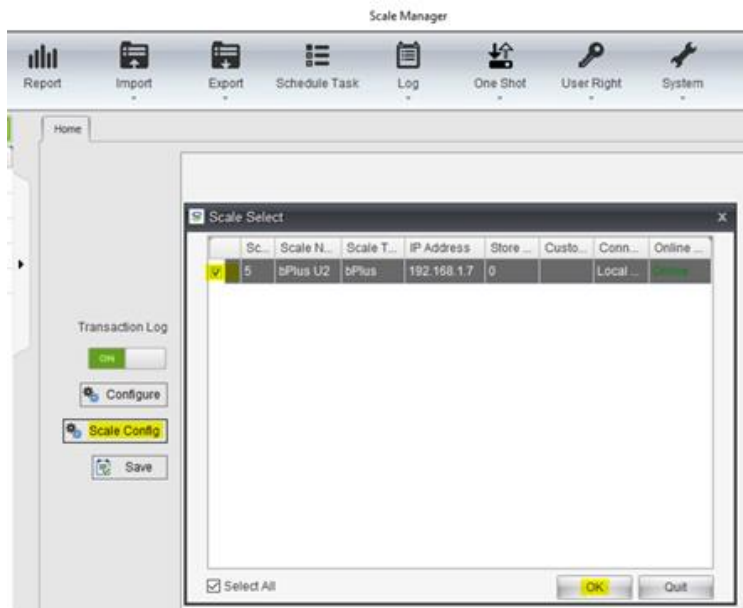 Scale Manager
Report Import Export Schedule Task Log One Shot User Right System
Home
Scale Select x
Sc... Scale N... Scale T... IP Address Store ... Custo... Conn... Online ...
5 bPlus U2 bPlus 192.168.1.7 0 Local ...
Transaction Log
ON
Configure
Scale Config
Save
Select All OK Quit